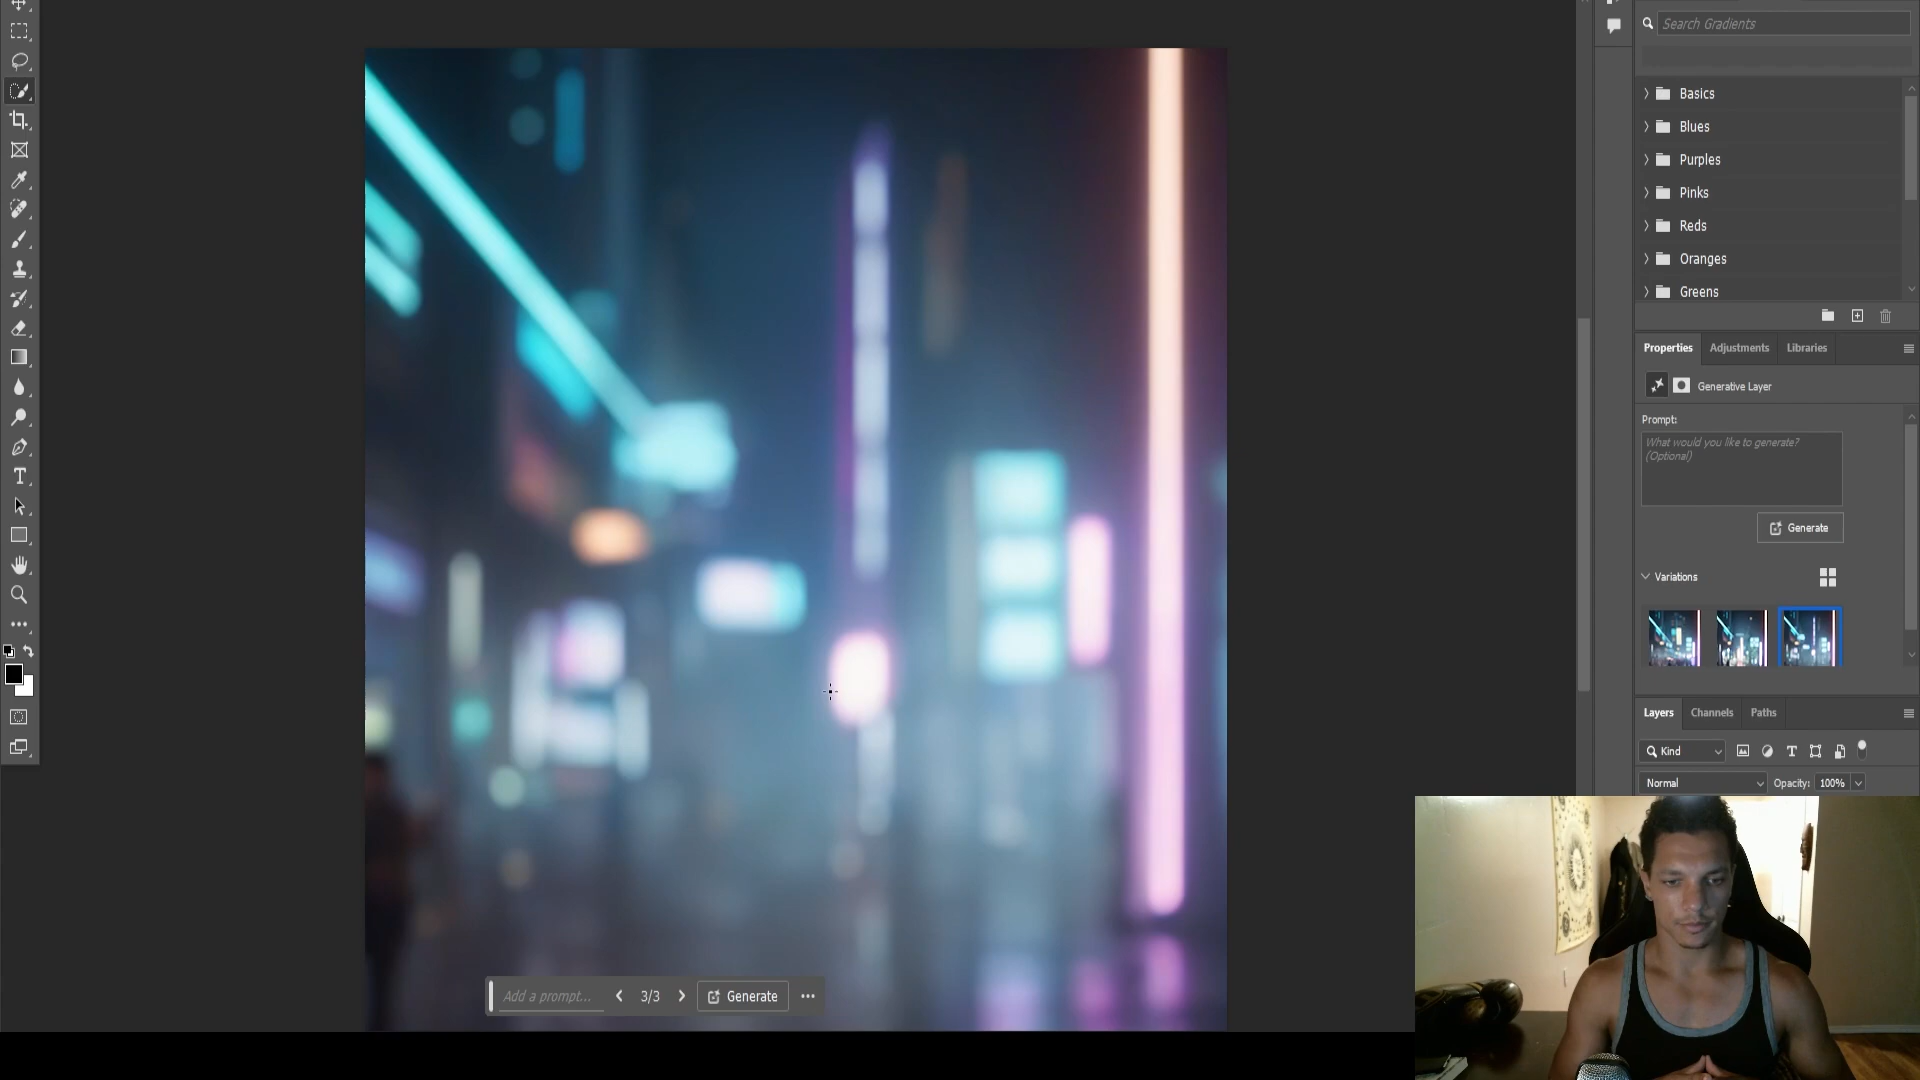 Search Gradients
Basics
Blues
Purples
Pinks
Reds
Oranges
Greens
Properties
Adjustments
Libraries
Generative Layer
Prompt:
What would you like to generate?
(Optional)
Generate
Variations
Layers
Channels
Paths
Kind
Normal
Opacity: 100%
Add a prompt...
3/3
Generate